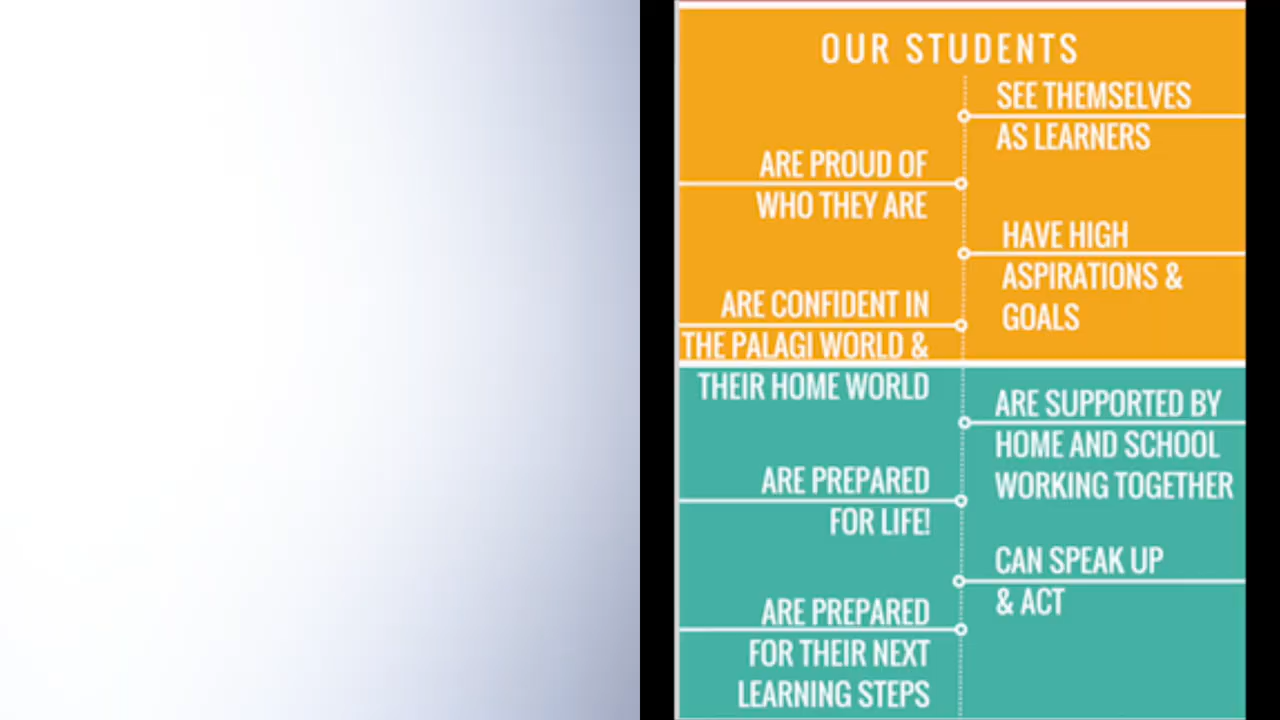 OUR STUDENTS
SEE THEMSELVES
AS LEARNERS
ARE PROUD OF
WHO THEY ARE
HAVE HIGH
ASPIRATIONS &
GOALS
ARE CONFIDENT IN
THE PALAGI WORLD &
THEIR HOME WORLD
ARE SUPPORTED BY
HOME AND SCHOOL
WORKING TOGETHER
ARE PREPARED
FOR LIFE!
CAN SPEAK UP
& ACT
ARE PREPARED
FOR THEIR NEXT
LEARNING STEPS